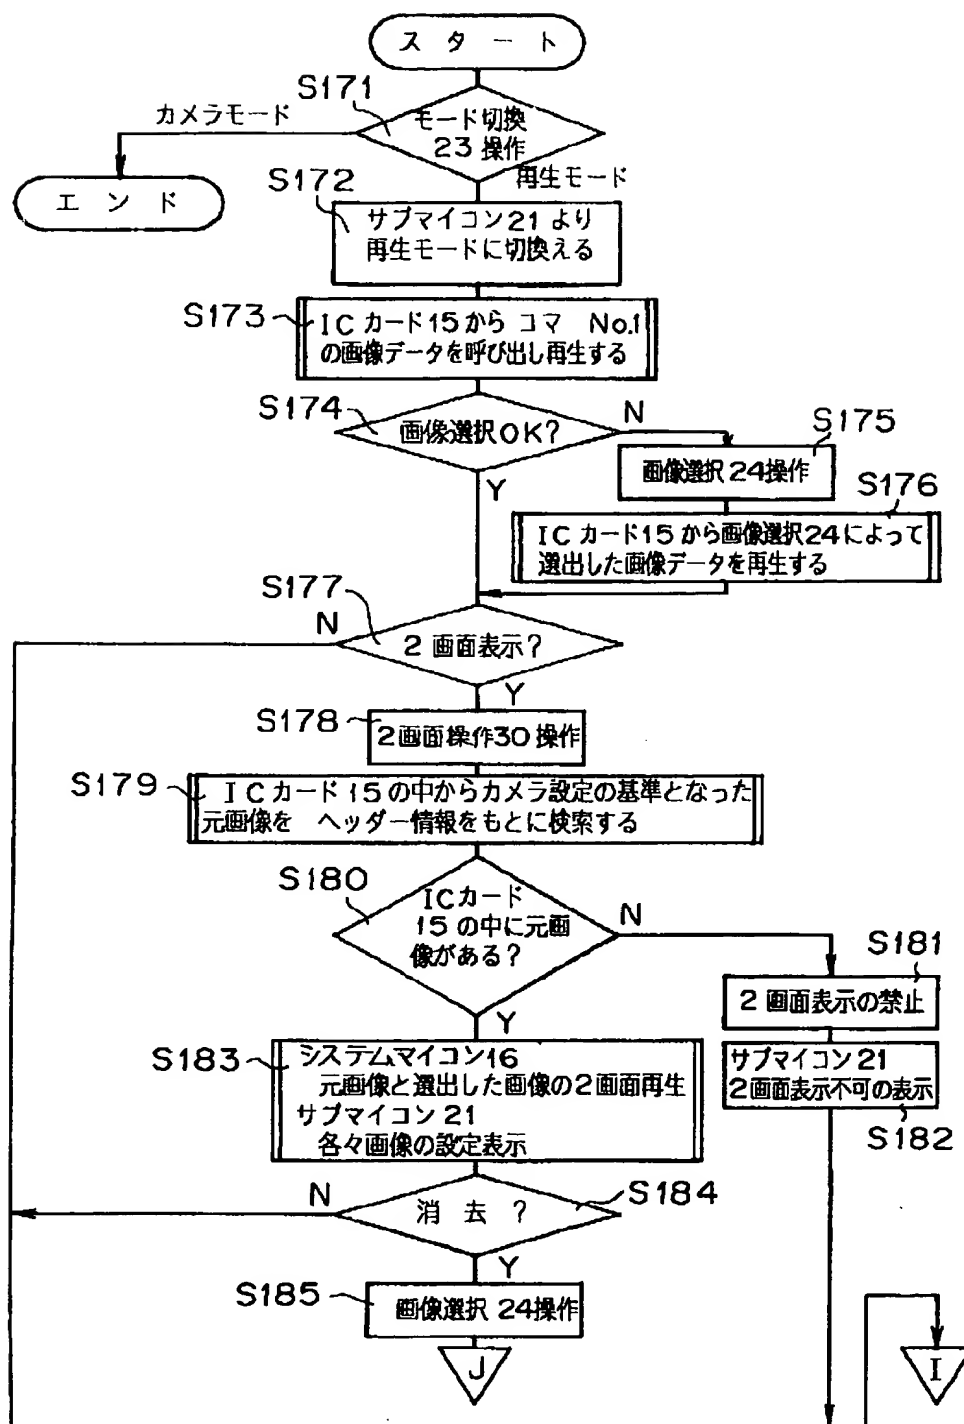 スタート
S171
カメラモード
モード切換
23操作
再生モード
エンド
S172
サブマイコン21より
再生モードに切換える
S173
ICカード15から コマ No.1
の画像データを呼び出し再生する
S174
画像選択OK?
N
Y
S175
画像選択24操作
S176
ICカード15から画像選択24によって
選出した画像データを再生する
S177
N
2画面表示?
Y
S178
2画面操作30操作
S179
ICカード15の中からカメラ設定の基準となった
元画像を ヘッダー情報をもとに検索する
S180
ICカード
15の中に元画
像がある?
N
Y
S181
2画面表示の禁止
サブマイコン21
2画面表示不可の表示
S182
S183
システムマイコン16
元画像と選出した画像の2画面再生
サブマイコン21
各々画像の設定表示
S184
N
消去?
Y
S185
画像選択24操作
J
I